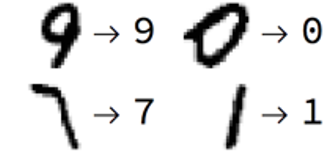 9 → 9 0 → 0
7 → 7 1 → 1